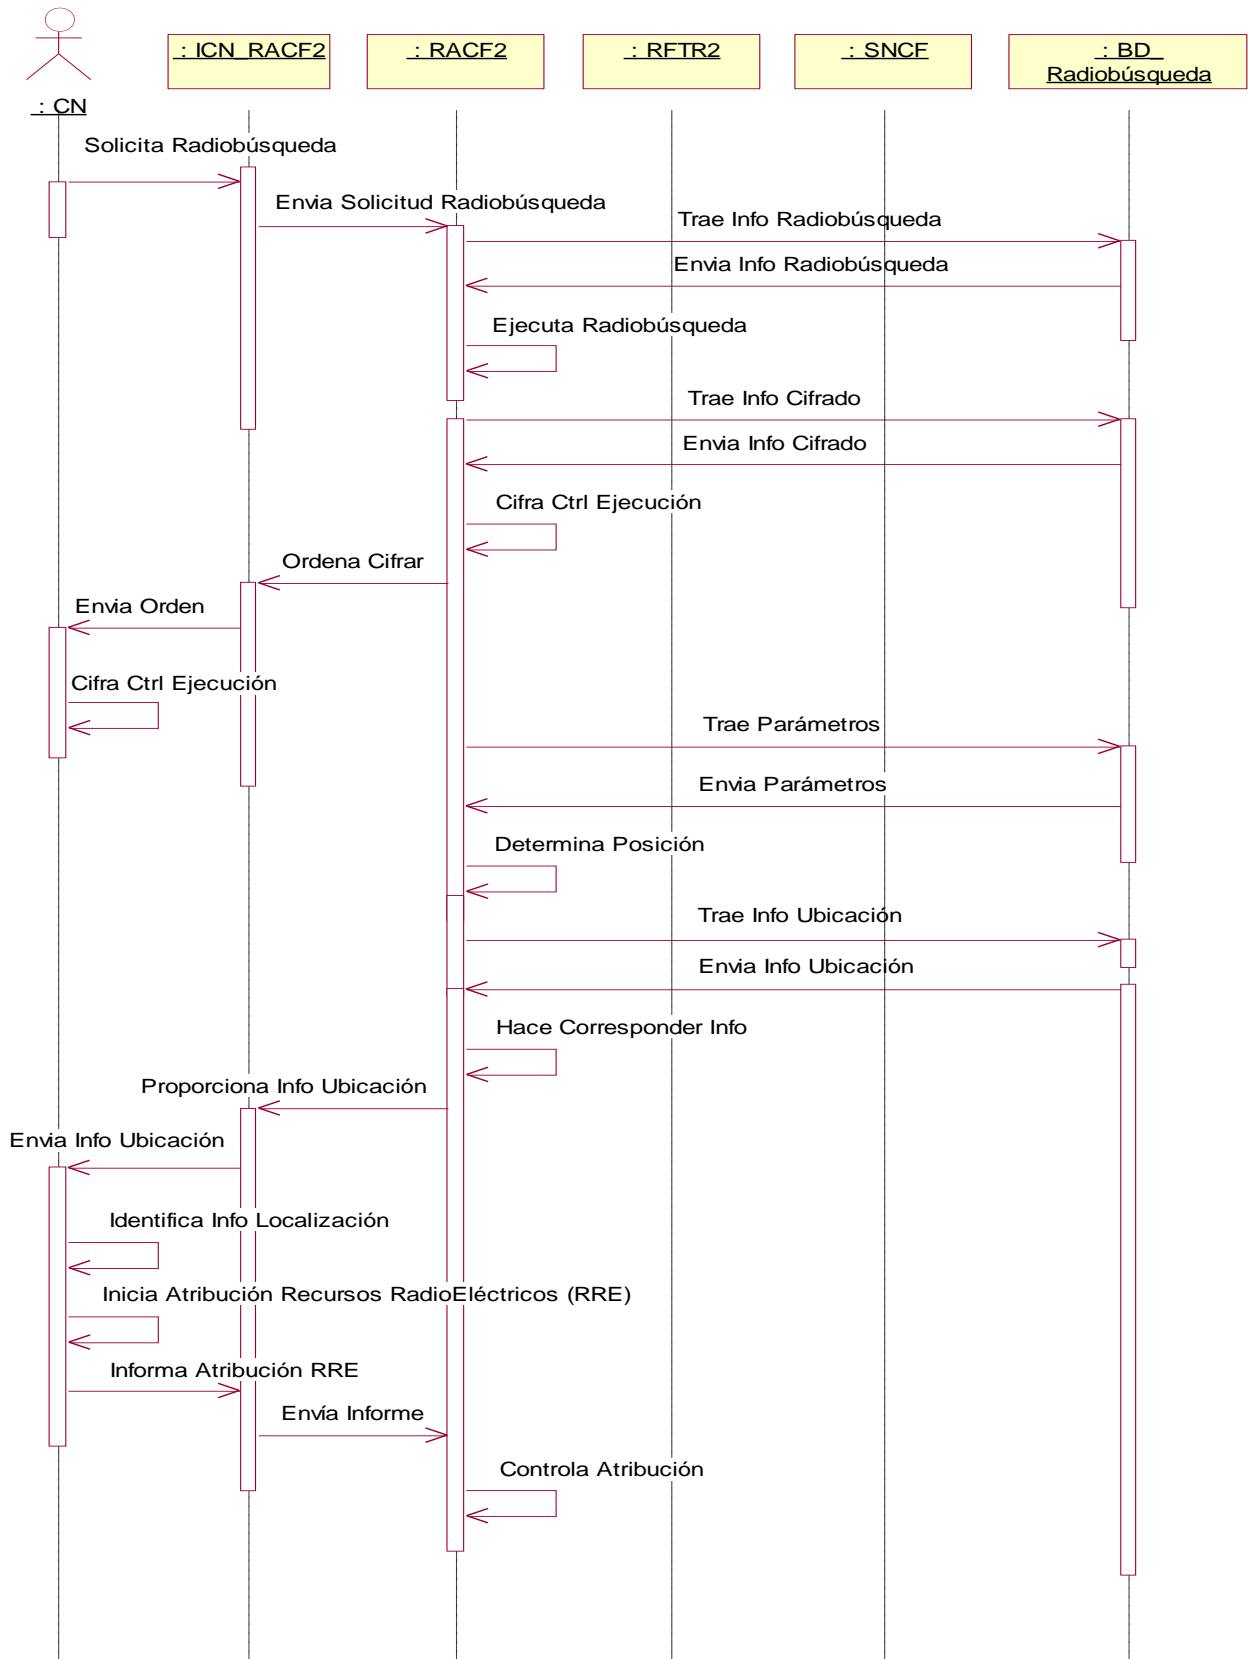 : ICN_RACF2
: RACF2
: RFTR2
: SNCF
: BD_
Radiobúsqueda
: CN
Solicita Radiobúsqueda
Envia Solicitud Radiobúsqueda
Trae Info Radiobúsqueda
Envia Info Radiobúsqueda
Ejecuta Radiobúsqueda
Trae Info Cifrado
Envia Info Cifrado
Cifra Ctrl Ejecución
Ordena Cifrar
Envia Orden
Cifra Ctrl Ejecución
Trae Parámetros
Envia Parámetros
Determina Posición
Trae Info Ubicación
Envia Info Ubicación
Hace Corresponder Info
Proporciona Info Ubicación
Envia Info Ubicación
Identifica Info Localización
Inicia Atribución Recursos RadioEléctricos (RRE)
Informa Atribución RRE
Envía Informe
Controla Atribución